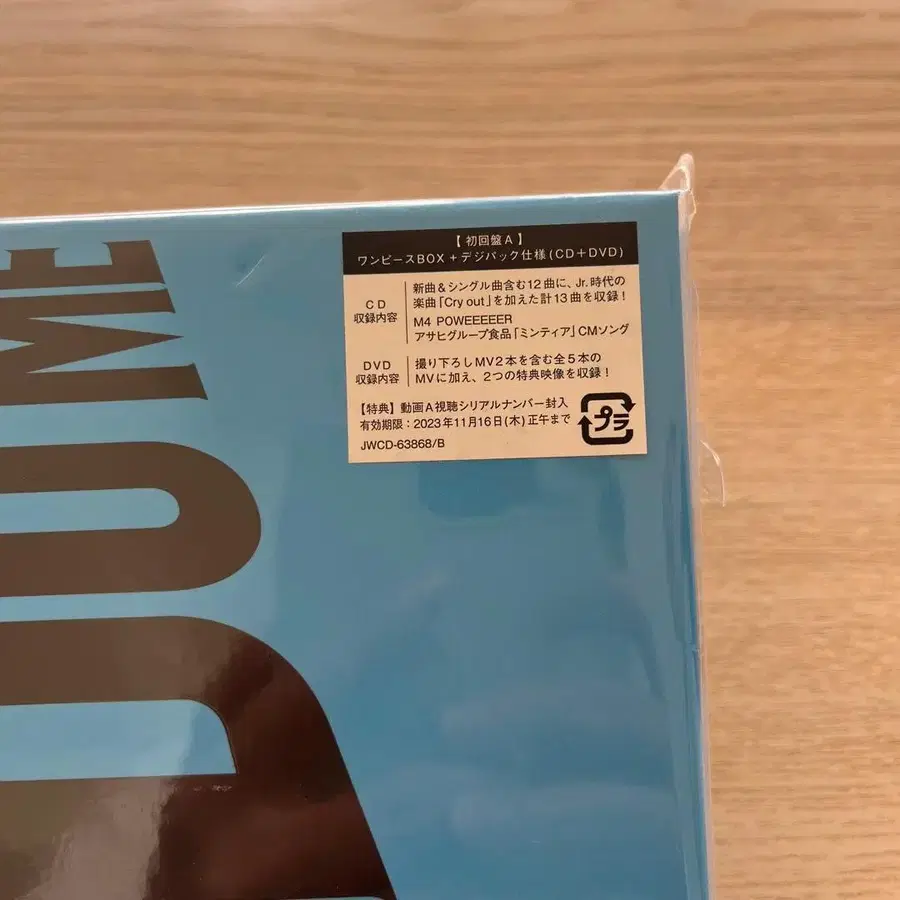 【初回盤A】
ワンピースBOX+デジパック仕様(CD+DVD)
CD
収録内容
新曲&シングル曲含む12曲に、Jr.時代の
楽曲「Cry out」を加えた計13曲を収録!
M4 POWEEEEER
アサヒグループ食品「ミンティア」CMソング
DVD
収録内容
撮り下ろしMV2本を含む全5本の
MVに加え、2つの特典映像を収録!
【特典】動画A視聴シリアルナンバー封入
有効期限:2023年11月16日(木)正午まで
プラ
JWCD-63868/B